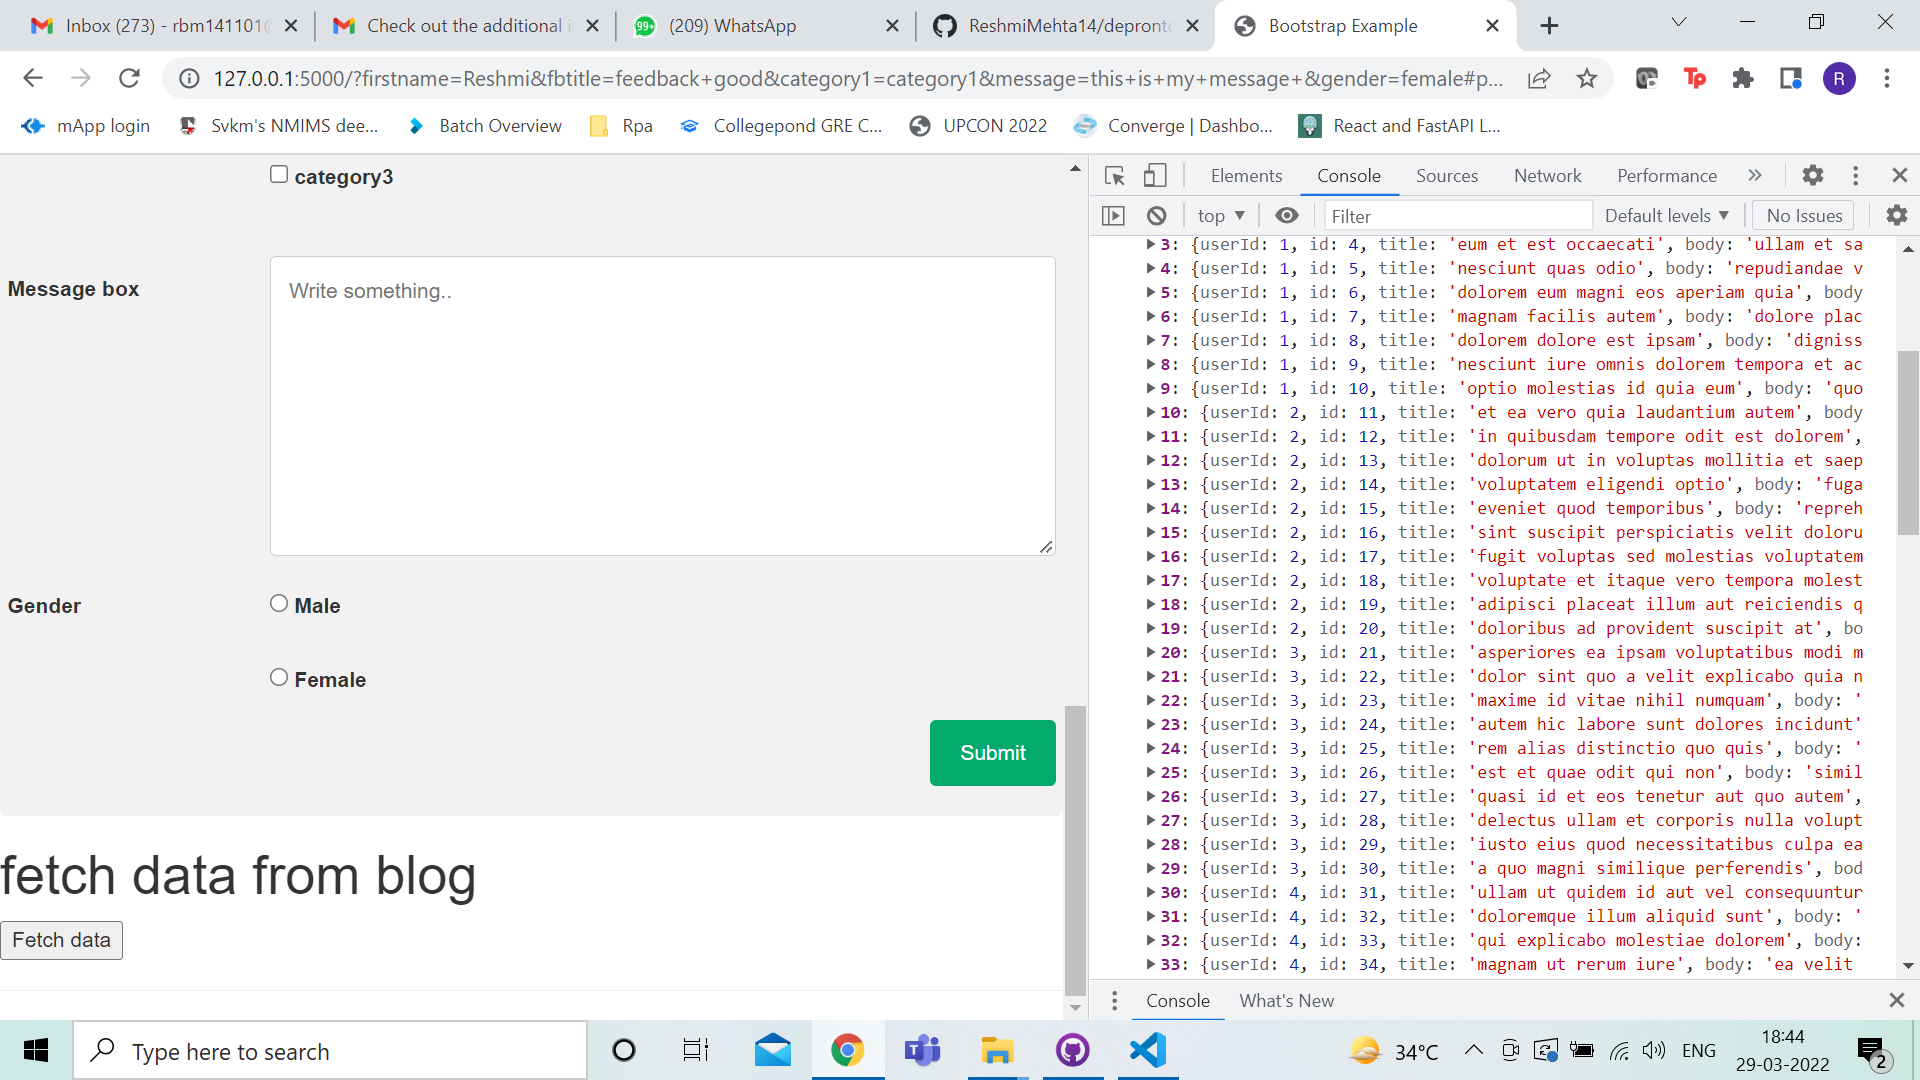 Inbox (273) - rbm141101@
Check out the additional i
99+
(209) WhatsApp
ReshmiMehta14/depronto
Bootstrap Example
127.0.0.1:5000/?firstname=Reshmi&fbtitle=feedback+good&category1=category1&message=this+is+my+message+&gender=female#p...
Tp
R
mApp login
Svkm's NMIMS dee...
Batch Overview
Rpa
Collegepond GRE C...
UPCON 2022
Converge | Dashbo...
React and FastAPI L...
category3
Message box
Write something..
Gender
Male
Female
Submit
fetch data from blog
Fetch data
Elements Console Sources Network Performance »
top
Filter
Default levels
No Issues
3: {userId: 1, id: 4, title: 'eum et est occaecati', body: 'ullam et sa
4: {userId: 1, id: 5, title: 'nesciunt quas odio', body: 'repudiandae v
5: {userId: 1, id: 6, title: 'dolorem eum magni eos aperiam quia', body
6: {userId: 1, id: 7, title: 'magnam facilis autem', body: 'dolore plac
7: {userId: 1, id: 8, title: 'dolorem dolore est ipsam', body: 'digniss
8: {userId: 1, id: 9, title: 'nesciunt iure omnis dolorem tempora et ac
9: {userId: 1, id: 10, title: 'optio molestias id quia eum', body: 'quo
10: {userId: 2, id: 11, title: 'et ea vero quia laudantium autem', body
11: {userId: 2, id: 12, title: 'in quibusdam tempore odit est dolorem',
12: {userId: 2, id: 13, title: 'dolorum ut in voluptas mollitia et saep
13: {userId: 2, id: 14, title: 'voluptatem eligendi optio', body: 'fuga
14: {userId: 2, id: 15, title: 'eveniet quod temporibus', body: 'repreh
15: {userId: 2, id: 16, title: 'sint suscipit perspiciatis velit doloru
16: {userId: 2, id: 17, title: 'fugit voluptas sed molestias voluptatem
17: {userId: 2, id: 18, title: 'voluptate et itaque vero tempora molest
18: {userId: 2, id: 19, title: 'adipisci placeat illum aut reiciendis q
19: {userId: 2, id: 20, title: 'doloribus ad provident suscipit at', bo
20: {userId: 3, id: 21, title: 'asperiores ea ipsam voluptatibus modi m
21: {userId: 3, id: 22, title: 'dolor sint quo a velit explicabo quia n
22: {userId: 3, id: 23, title: 'maxime id vitae nihil numquam', body: '
23: {userId: 3, id: 24, title: 'autem hic labore sunt dolores incidunt'
24: {userId: 3, id: 25, title: 'rem alias distinctio quo quis', body: '
25: {userId: 3, id: 26, title: 'est et quae odit qui non', body: 'simil
26: {userId: 3, id: 27, title: 'quasi id et eos tenetur aut quo autem',
27: {userId: 3, id: 28, title: 'delectus ullam et corporis nulla volupt
28: {userId: 3, id: 29, title: 'iusto eius quod necessitatibus culpa ea
29: {userId: 3, id: 30, title: 'a quo magni similique perferendis', bod
30: {userId: 4, id: 31, title: 'ullam ut quidem id aut vel consequuntur
31: {userId: 4, id: 32, title: 'doloremque illum aliquid sunt', body: '
32: {userId: 4, id: 33, title: 'qui explicabo molestiae dolorem', body:
33: {userId: 4, id: 34, title: 'magnam ut rerum iure', body: 'ea velit
Console What's New
Type here to search
34°C
ENG
18:44
29-03-2022
2